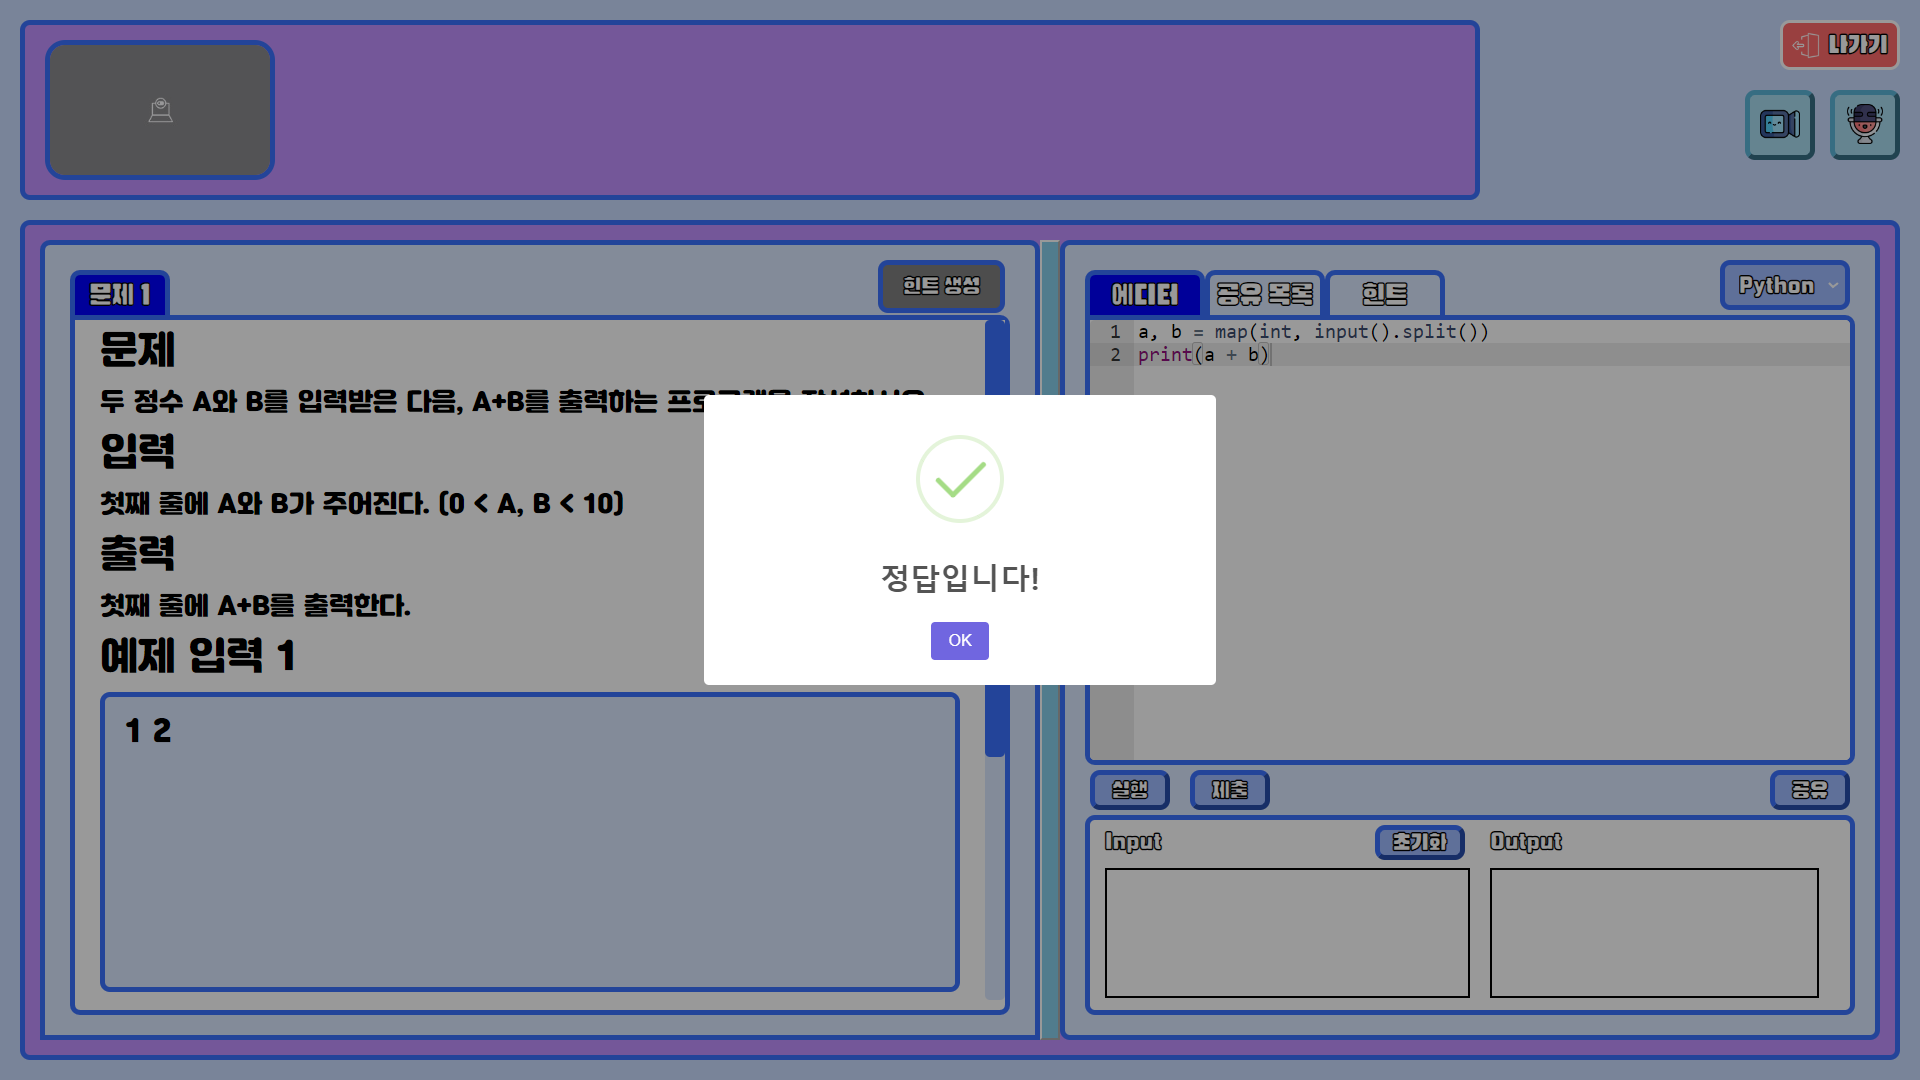 나가기
문제 1
힌트 생성
문제
두 정수 A와 B를 입력받은 다음, A+B를 출력하는
입력
첫째 줄에 A와 B가 주어진다. (0 < A, B < 10)
출력
첫째 줄에 A+B를 출력한다.
예제 입력 1
1 2
정답입니다!
OK
에디터
공유 목록
힌트
Python
1 a, b = map(int, input().split())
2 print(a + b)
실행
제출
공유
Input
초기화
Output